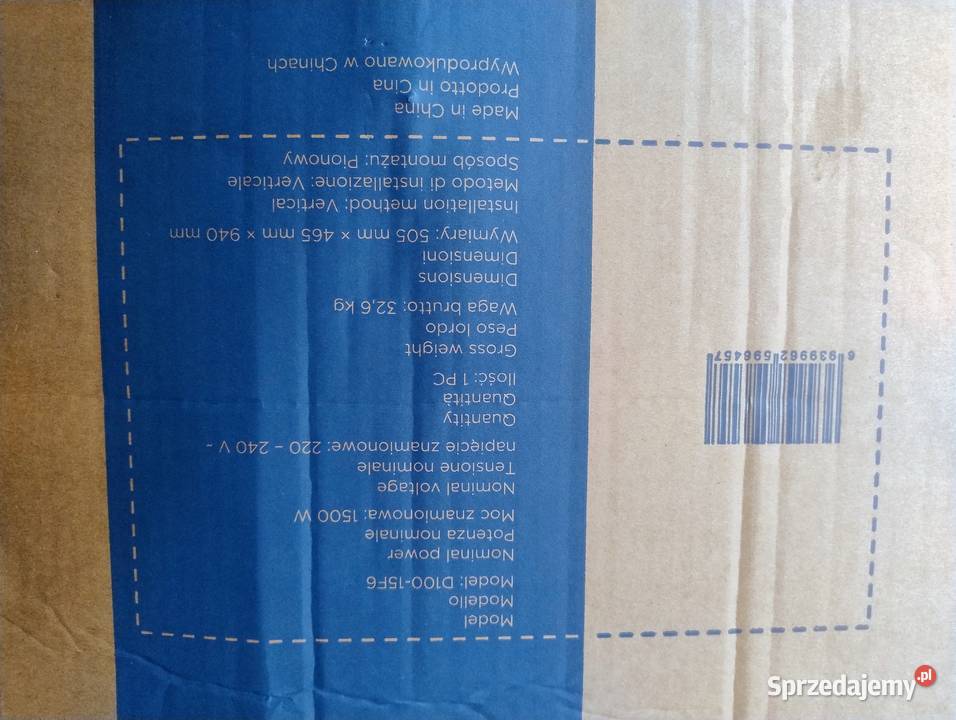 Model
Modello
Model: D100-15F6
Nominal power
Potenza nominale
Moc znamionowa: 1500 W
Nominal voltage
Tensione nominale
napięcie znamionowe: 220 – 240 V ~
Quantity
Quantità
Ilość: 1 PC
Gross weight
Peso lordo
Waga brutto: 32,6 kg
Dimensions
Dimensioni
Wymiary: 505 mm × 465 mm × 940 mm
Installation method: Vertical
Metodo di installazione: Verticale
Sposób montażu: Pionowy
Made in China
Prodotto in Cina
Wyprodukowano w Chinach
6 939962 596457
Sprzedajemy.pl